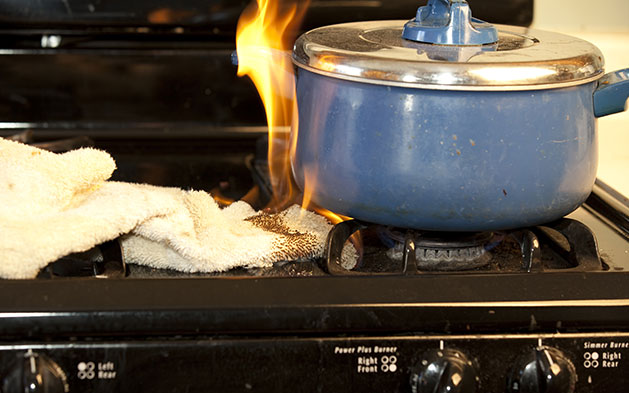 Left
Rear
Power Plus Burner
Right
Front
Simmer Burner
Right
Rear